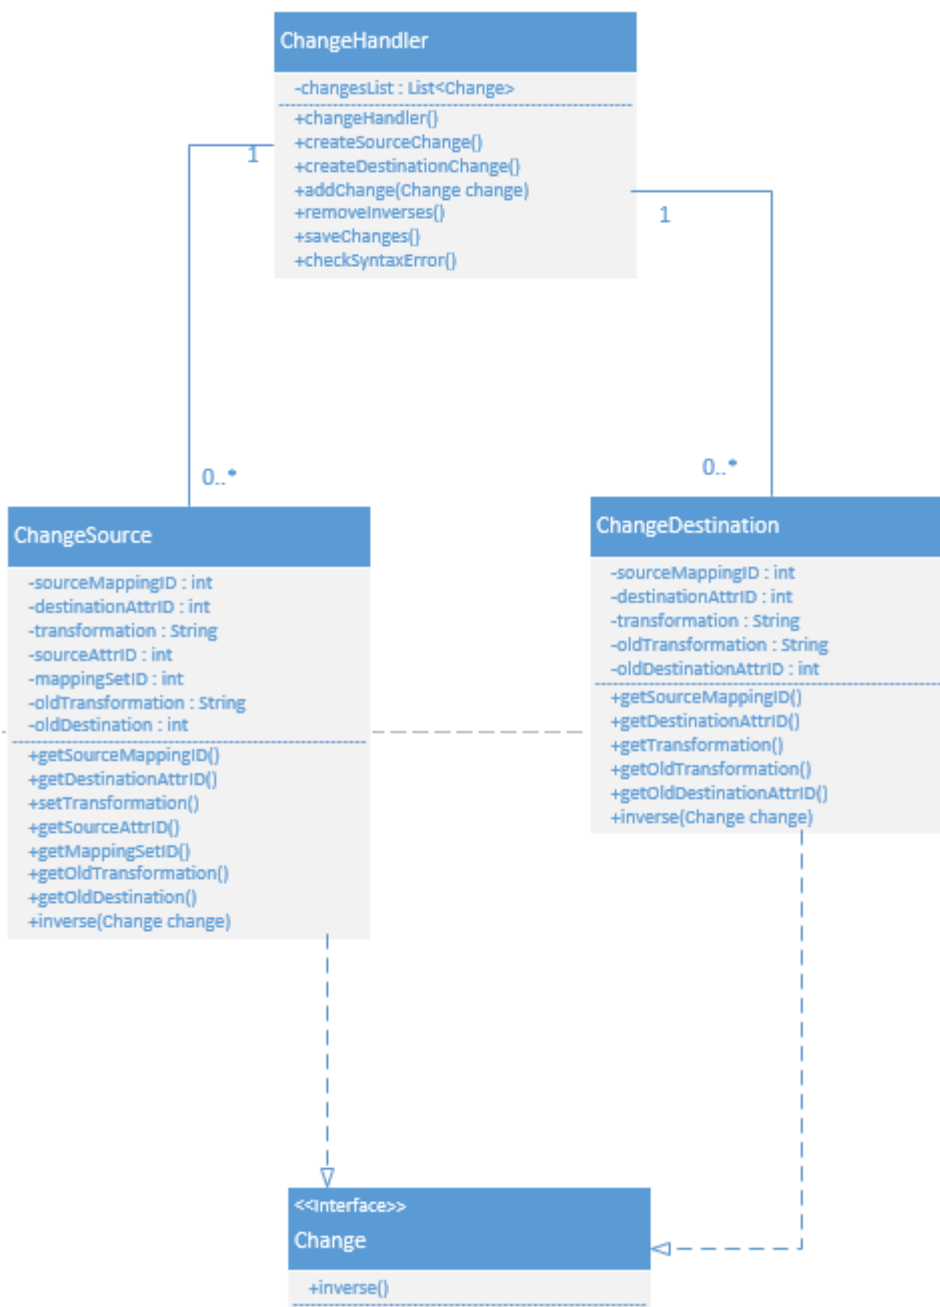 ChangeHandler
-changesList : List<Change>
+changeHandler()
+createSourceChange()
+createDestinationChange()
+addChange(Change change)
+removeInverses()
+saveChanges()
+checkSyntaxError()
1
1
0..*
0..*
ChangeSource
-sourceMappingID : int
-destinationAttrID : int
-transformation : String
-sourceAttrID : int
-mappingSetID : int
-oldTransformation : String
-oldDestination : int
+getSourceMappingID()
+getDestinationAttrID()
+setTransformation()
+getSourceAttrID()
+getMappingSetID()
+getOldTransformation()
+getOldDestination()
+inverse(Change change)
ChangeDestination
-sourceMappingID : int
-destinationAttrID : int
-transformation : String
-oldTransformation : String
-oldDestinationAttrID : int
+getSourceMappingID()
+getDestinationAttrID()
+getTransformation()
+getOldTransformation()
+getOldDestinationAttrID()
+inverse(Change change)
<<Interface>>
Change
+inverse()